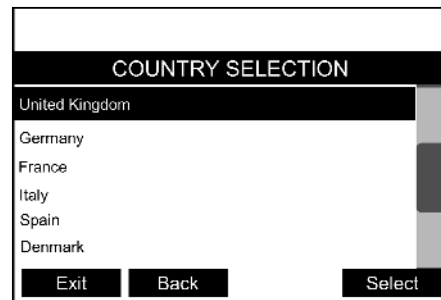 COUNTRY SELECTION
United Kingdom
Germany
France
Italy
Spain
Denmark
Exit Back Select